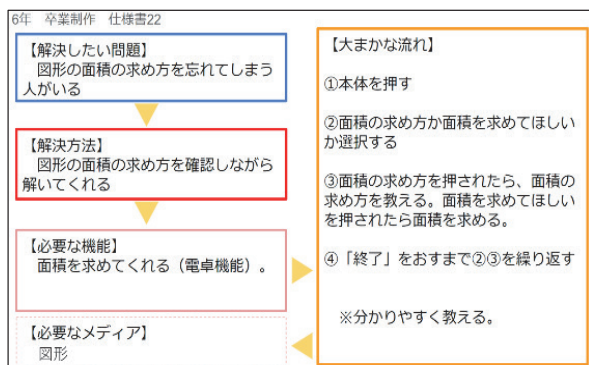 6年　卒業制作　仕様書22
【解決したい問題】
図形の面積の求め方を忘れてしまう
人がいる
【解決方法】
図形の面積の求め方を確認しながら
解いてくれる
【必要な機能】
面積を求めてくれる（電卓機能）。
【必要なメディア】
図形
【大まかな流れ】
①本体を押す
②面積の求め方か面積を求めてほしい
か選択する
③面積の求め方を押されたら、面積の
求め方を教える。面積を求めてほしい
を押されたら面積を求める。
④「終了」をおすまで②③を繰り返す
※分かりやすく教える。